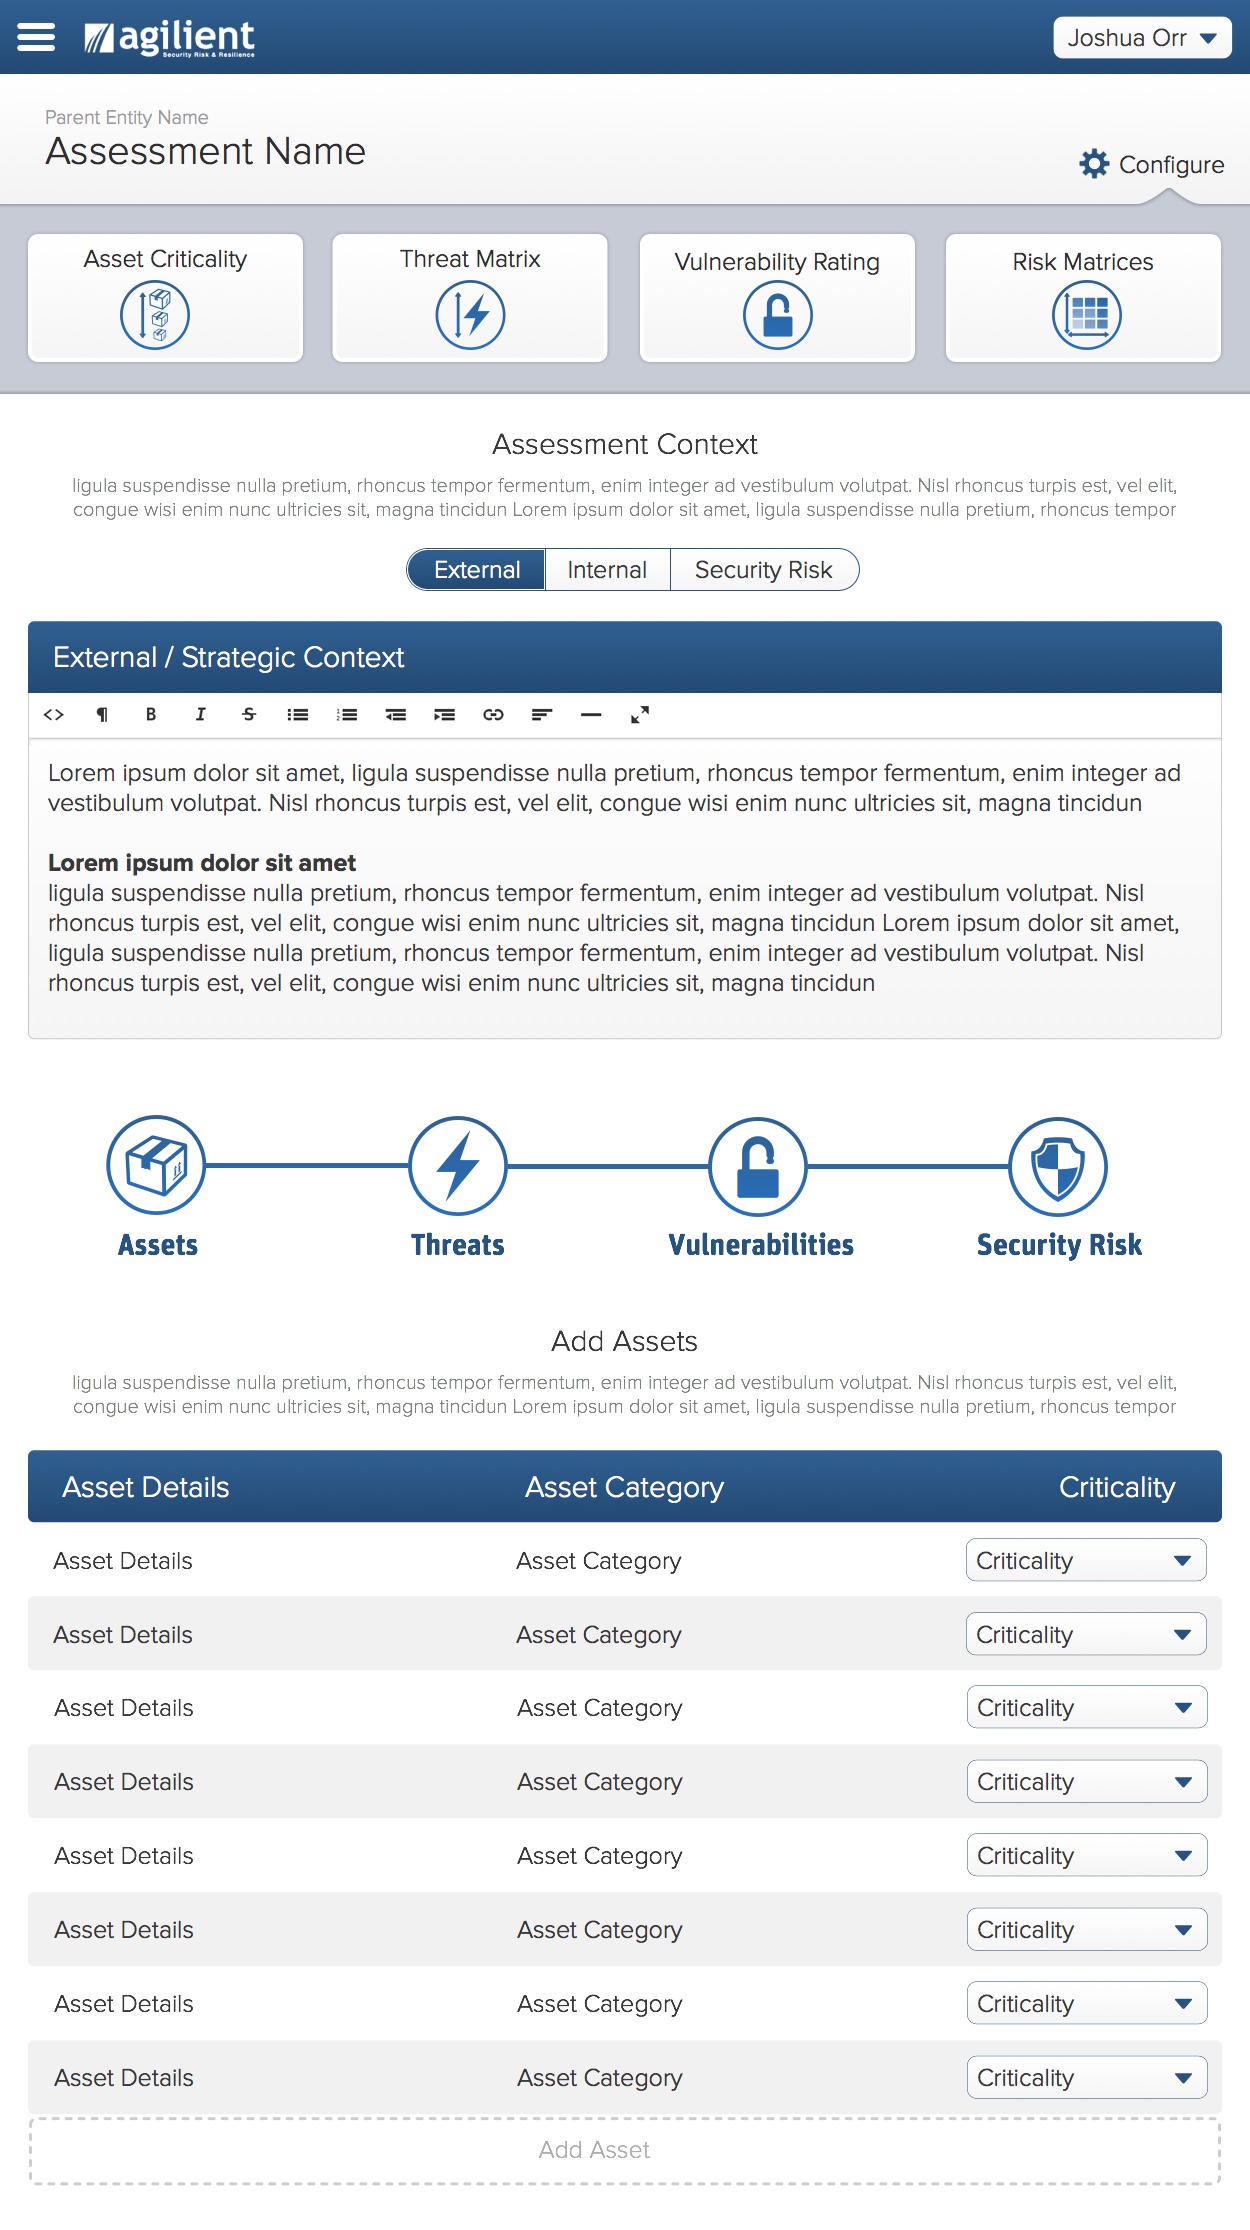 agilient
Security Risk & Resilience
Joshua Orr
Parent Entity Name
Assessment Name
Configure
Asset Criticality
Threat Matrix
Vulnerability Rating
Risk Matrices
Assessment Context
ligula suspendisse nulla pretium, rhoncus tempor fermentum, enim integer ad vestibulum volutpat. Nisl rhoncus turpis est, vel elit,
congue wisi enim nunc ultricies sit, magna tincidun Lorem ipsum dolor sit amet, ligula suspendisse nulla pretium, rhoncus tempor
External
Internal
Security Risk
External / Strategic Context
<> ¶ B I S
Lorem ipsum dolor sit amet, ligula suspendisse nulla pretium, rhoncus tempor fermentum, enim integer ad
vestibulum volutpat. Nisl rhoncus turpis est, vel elit, congue wisi enim nunc ultricies sit, magna tincidun
Lorem ipsum dolor sit amet
ligula suspendisse nulla pretium, rhoncus tempor fermentum, enim integer ad vestibulum volutpat. Nisl
rhoncus turpis est, vel elit, congue wisi enim nunc ultricies sit, magna tincidun Lorem ipsum dolor sit amet,
ligula suspendisse nulla pretium, rhoncus tempor fermentum, enim integer ad vestibulum volutpat. Nisl
rhoncus turpis est, vel elit, congue wisi enim nunc ultricies sit, magna tincidun
Assets
Threats
Vulnerabilities
Security Risk
Add Assets
ligula suspendisse nulla pretium, rhoncus tempor fermentum, enim integer ad vestibulum volutpat. Nisl rhoncus turpis est, vel elit,
congue wisi enim nunc ultricies sit, magna tincidun Lorem ipsum dolor sit amet, ligula suspendisse nulla pretium, rhoncus tempor
Asset Details Asset Category Criticality
Asset Details Asset Category Criticality
Asset Details Asset Category Criticality
Asset Details Asset Category Criticality
Asset Details Asset Category Criticality
Asset Details Asset Category Criticality
Asset Details Asset Category Criticality
Asset Details Asset Category Criticality
Asset Details Asset Category Criticality
Add Asset